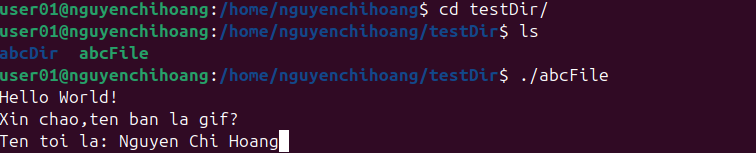 user01@nguyenchihoang:/home/nguyenchihoang$ cd testDir/
user01@nguyenchihoang:/home/nguyenchihoang/testDir$ ls
abcDir abcFile
user01@nguyenchihoang:/home/nguyenchihoang/testDir$ ./abcFile
Hello World!
Xin chao,ten ban la gif?
Ten toi la: Nguyen Chi Hoang